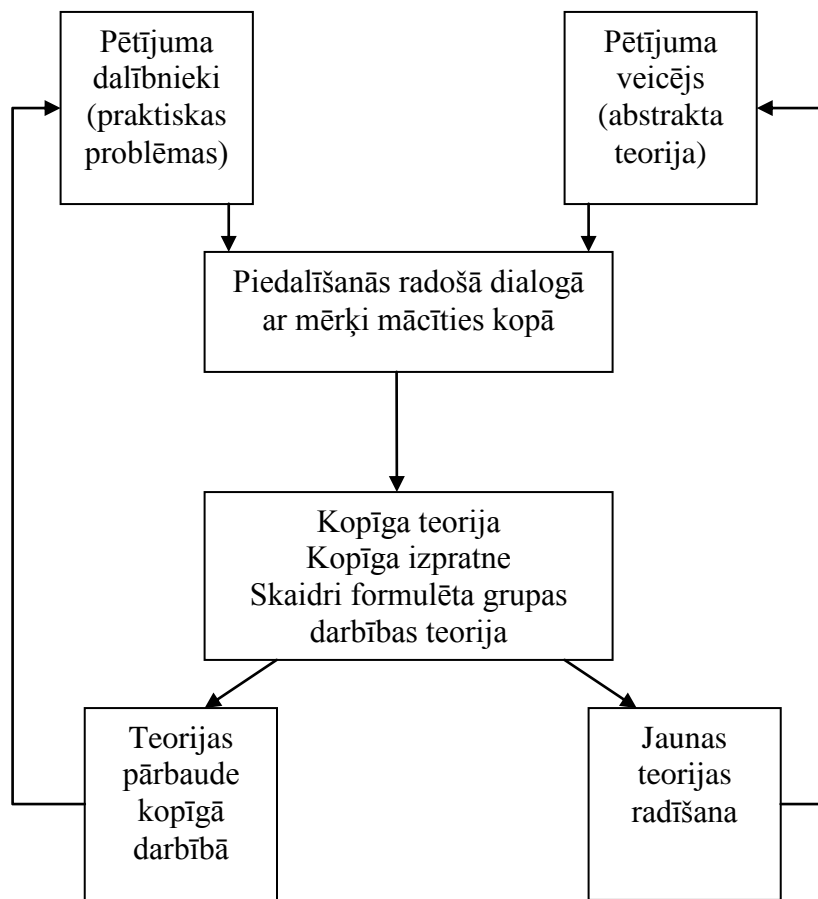 Pētījuma
dalībnieki
(praktiskas
problēmas)
Pētījuma
veicējs
(abstrakta
teorija)
Piedalīšanās radošā dialogā
ar mērķi mācīties kopā
Kopīga teorija
Kopīga izpratne
Skaidri formulēta grupas
darbības teorija
Teorijas
pārbaude
kopīgā
darbībā
Jaunas
teorijas
radīšana